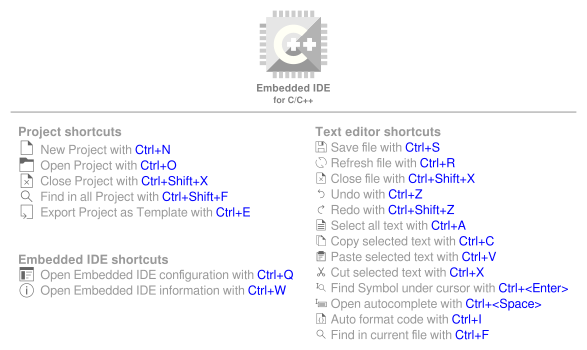 C++
Embedded IDE
for C/C++
Project shortcuts
New Project with Ctrl+N
Open Project with Ctrl+O
Close Project with Ctrl+Shift+X
Find in all Project with Ctrl+Shift+F
Export Project as Template with Ctrl+E
Embedded IDE shortcuts
Open Embedded IDE configuration with Ctrl+Q
Open Embedded IDE information with Ctrl+W
Text editor shortcuts
Save file with Ctrl+S
Refresh file with Ctrl+R
Close file with Ctrl+Shift+X
Undo with Ctrl+Z
Redo with Ctrl+Shift+Z
Select all text with Ctrl+A
Copy selected text with Ctrl+C
Paste selected text with Ctrl+V
Cut selected text with Ctrl+X
Find Symbol under cursor with Ctrl+<Enter>
Open autocomplete with Ctrl+<Space>
Auto format code with Ctrl+I
Find in current file with Ctrl+F